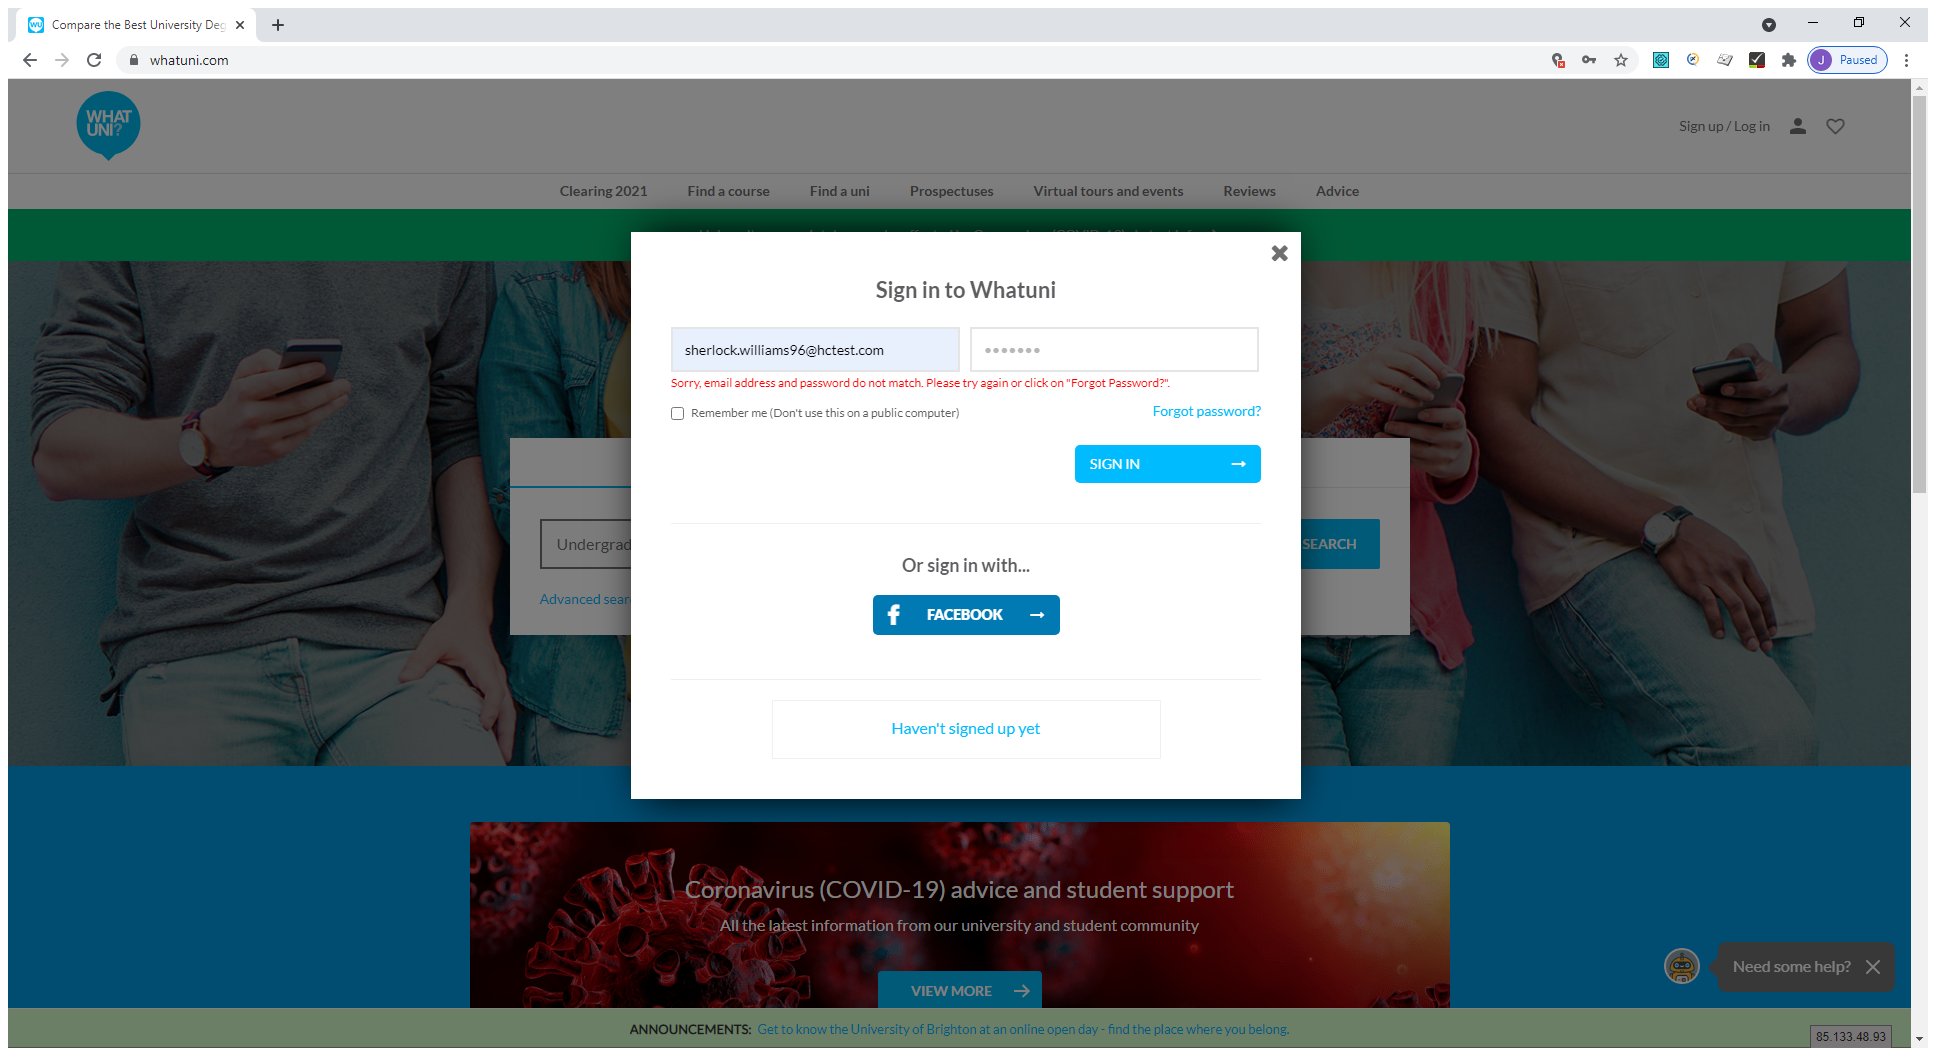 Compare the Best University Deg
whatuni.com
J Paused
WHAT
UNI?
Sign up / Log in
Clearing 2021 Find a course Find a uni Prospectuses Virtual tours and events Reviews Advice
Sign in to Whatuni
sherlock.williams96@hctest.com
Sorry, email address and password do not match. Please try again or click on "Forgot Password?".
Remember me (Don't use this on a public computer)
Forgot password?
SIGN IN
Undergrad
SEARCH
Or sign in with...
Advanced sear
FACEBOOK
Haven't signed up yet
Coronavirus (COVID-19) advice and student support
All the latest information from our university and student community
Need some help?
VIEW MORE
ANNOUNCEMENTS: Get to know the University of Brighton at an online open day - find the place where you belong.
85.133.48.93